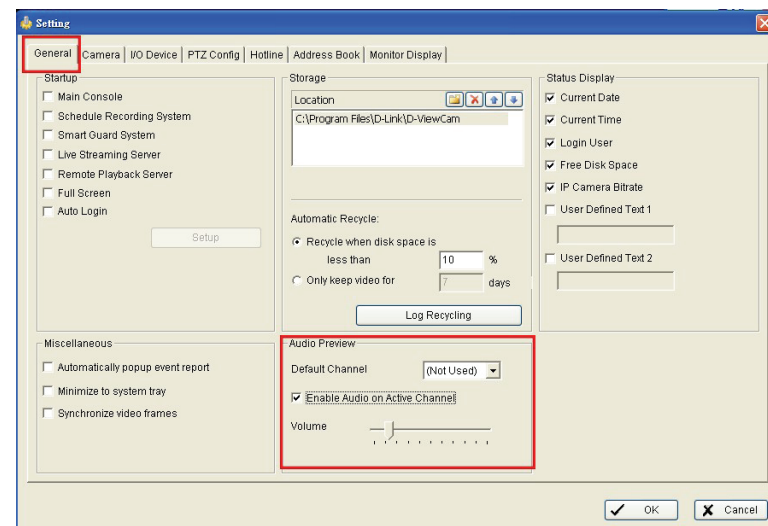 Setting
General Camera I/O Device PTZ Config Hotline Address Book Monitor Display
Startup
Main Console
Schedule Recording System
Smart Guard System
Live Streaming Server
Remote Playback Server
Full Screen
Auto Login
Setup
Storage
Location
C:\Program Files\D-Link\D-ViewCam
Automatic Recycle:
Recycle when disk space is
less than 10 %
Only keep video for 7 days
Log Recycling
Status Display
Current Date
Current Time
Login User
Free Disk Space
IP Camera Bitrate
User Defined Text 1
User Defined Text 2
Miscellaneous
Automatically popup event report
Minimize to system tray
Synchronize video frames
Audio Preview
Default Channel (Not Used)
Enable Audio on Active Channel
Volume
OK Cancel